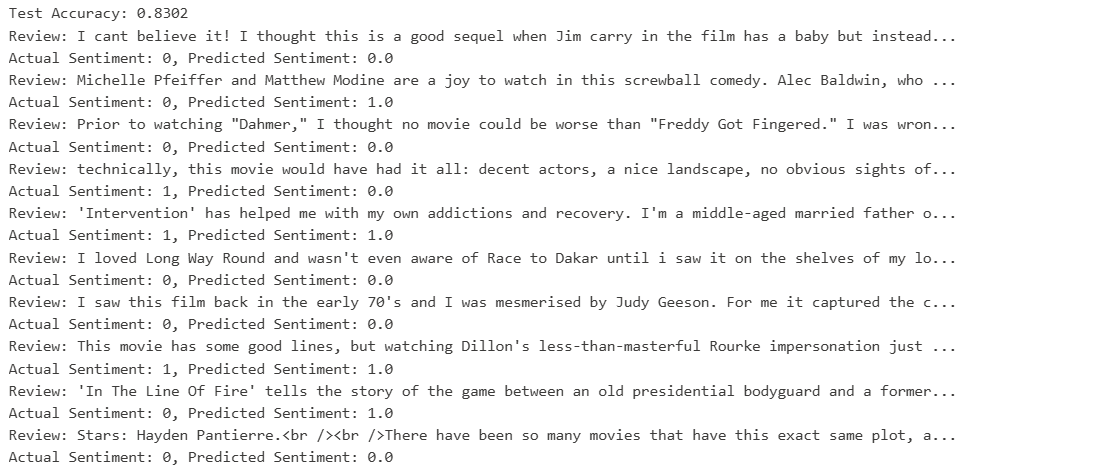 Test Accuracy: 0.8302
Review: I cant believe it! I thought this is a good sequel when Jim carry in the film has a baby but instead...
Actual Sentiment: 0, Predicted Sentiment: 0.0
Review: Michelle Pfeiffer and Matthew Modine are a joy to watch in this screwball comedy. Alec Baldwin, who ...
Actual Sentiment: 0, Predicted Sentiment: 1.0
Review: Prior to watching "Dahmer," I thought no movie could be worse than "Freddy Got Fingered." I was wron...
Actual Sentiment: 0, Predicted Sentiment: 0.0
Review: technically, this movie would have had it all: decent actors, a nice landscape, no obvious sights of...
Actual Sentiment: 1, Predicted Sentiment: 0.0
Review: 'Intervention' has helped me with my own addictions and recovery. I'm a middle-aged married father o...
Actual Sentiment: 1, Predicted Sentiment: 1.0
Review: I loved Long Way Round and wasn't even aware of Race to Dakar until i saw it on the shelves of my lo...
Actual Sentiment: 0, Predicted Sentiment: 0.0
Review: I saw this film back in the early 70's and I was mesmerised by Judy Geeson. For me it captured the c...
Actual Sentiment: 0, Predicted Sentiment: 0.0
Review: This movie has some good lines, but watching Dillon's less-than-masterful Rourke impersonation just ...
Actual Sentiment: 1, Predicted Sentiment: 1.0
Review: 'In The Line Of Fire' tells the story of the game between an old presidential bodyguard and a former...
Actual Sentiment: 0, Predicted Sentiment: 1.0
Review: Stars: Hayden Pantierre.<br /><br />There have been so many movies that have this exact same plot, a...
Actual Sentiment: 0, Predicted Sentiment: 0.0